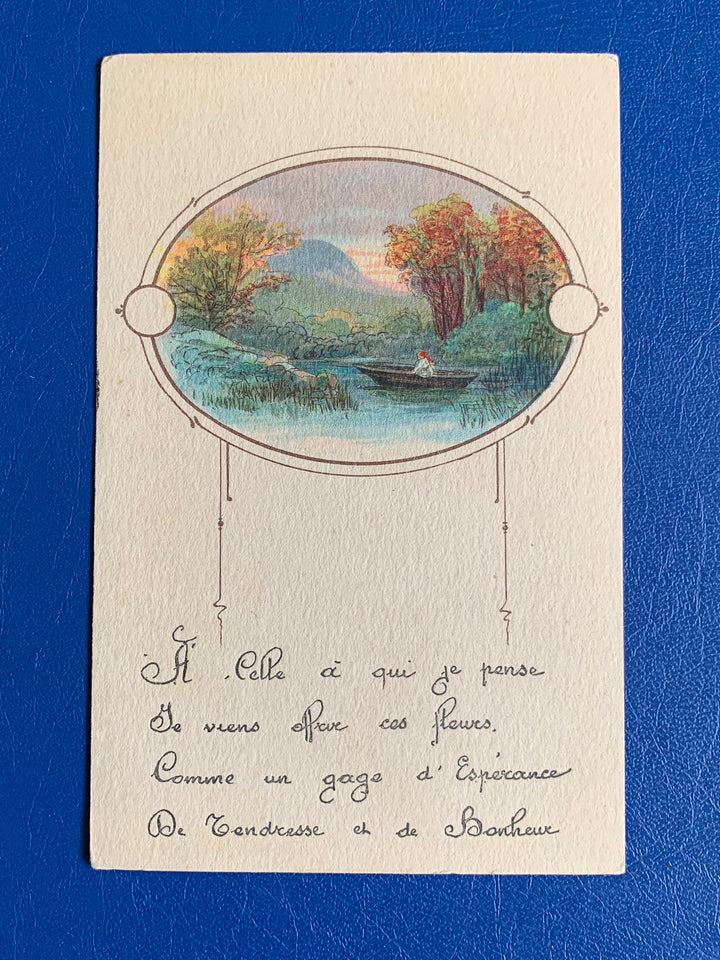 À Celle à qui je pense
Je viens offrir ces fleurs.
Comme un gage d'Espérance
De Tendresse et de Bonheur